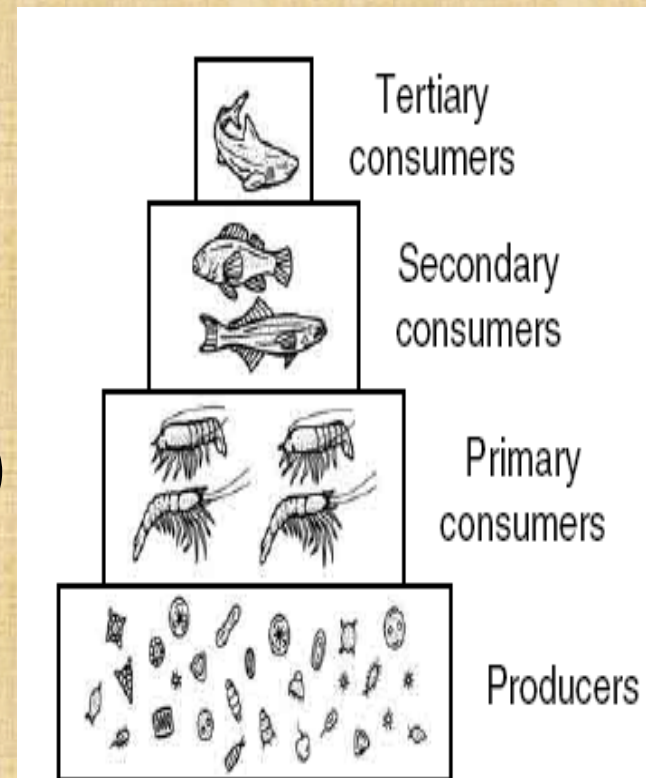 Tertiary
consumers
Secondary
consumers
)
Primary
consumers
Producers